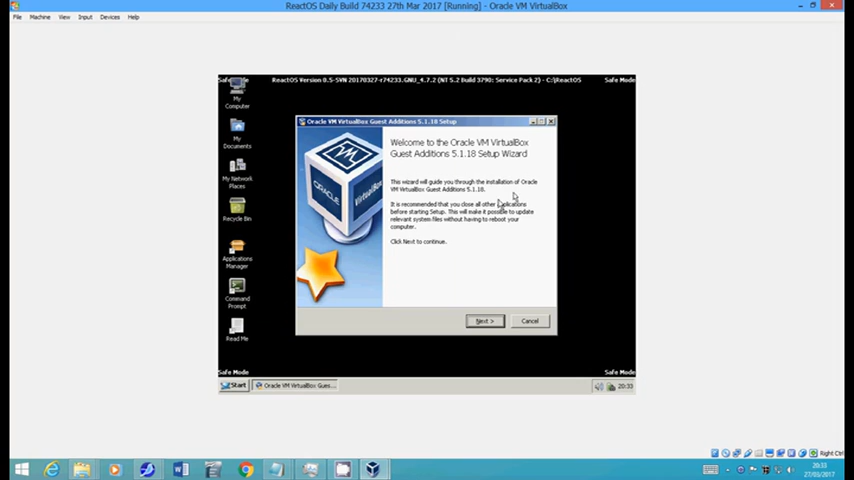 ReactOS Daily Build 74233 27th Mar 2017 [Running] - Oracle VM VirtualBox
File Machine View Input Devices Help
Safe Mode ReactOS Version 0.5-SVN 20170327-r74233.GNU_4.7.2 (NT 5.2 Build 3790: Service Pack 2) - C:\ReactOS Safe Mode
My
Computer
My
Documents
My Network
Places
Recycle Bin
Applications
Manager
Command
Prompt
Read Me
Oracle VM VirtualBox Guest Additions 5.1.18 Setup
ORACLE
VirtualBox
Welcome to the Oracle VM VirtualBox
Guest Additions 5.1.18 Setup Wizard
This wizard will guide you through the installation of Oracle
VM VirtualBox Guest Additions 5.1.18.
It is recommended that you close all other applications
before starting Setup. This will make it possible to update
relevant system files without having to reboot your
computer.
Click Next to continue.
Next > Cancel
Safe Mode Safe Mode
Start Oracle VM VirtualBox Gues... 20:33
Right Ctrl
20:33
27/03/2017